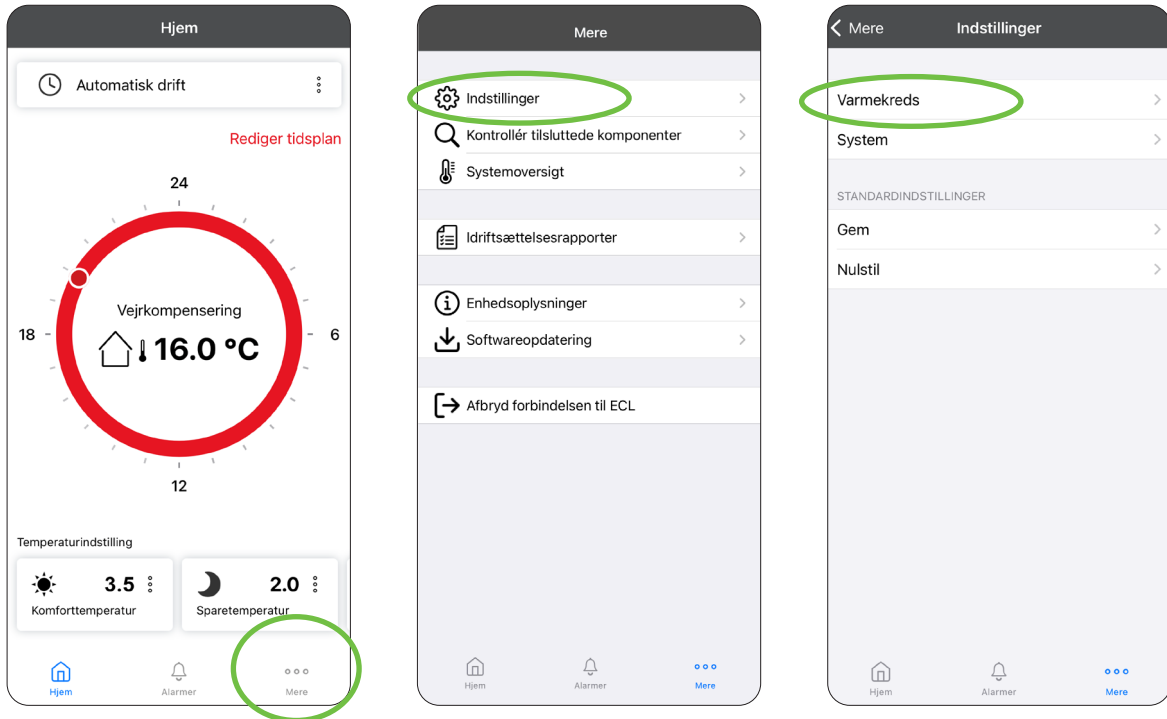 Hjem
Automatisk drift
Rediger tidsplan
24
Vejrkompensering
18
16.0 °C
6
12
Temperaturindstilling
3.5
Komforttemperatur
2.0
Sparetemperatur
Hjem
Alarmer
Mere
Mere
Indstillinger
Kontrollér tilsluttede komponenter
Systemoversigt
Idriftsættelsesrapporter
Enhedsoplysninger
Softwareopdatering
Afbryd forbindelsen til ECL
Hjem
Alarmer
Mere
Mere
Indstillinger
Varmekreds
System
STANDARDINDSTILLINGER
Gem
Nulstil
Hjem
Alarmer
Mere